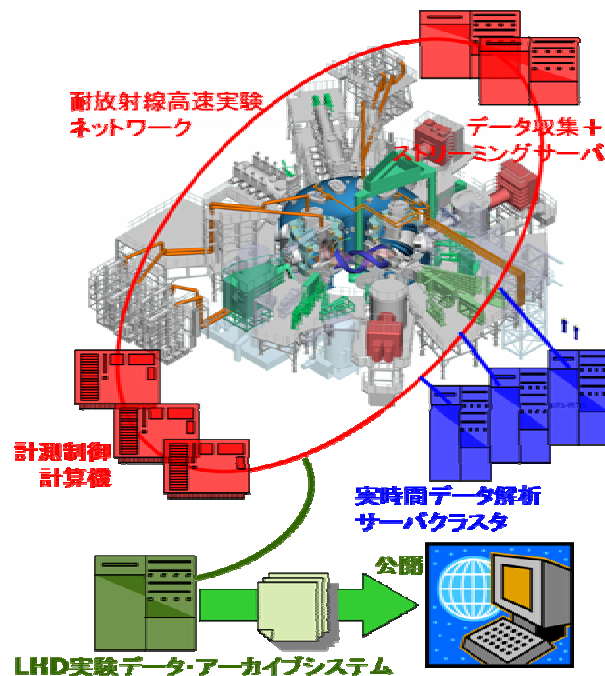 耐放射線高速実験
ネットワーク
データ収集＋
ストリーミングサーバ
計測制御
計算機
実時間データ解析
サーバクラスタ
公開
LHD実験データ・アーカイブシステム